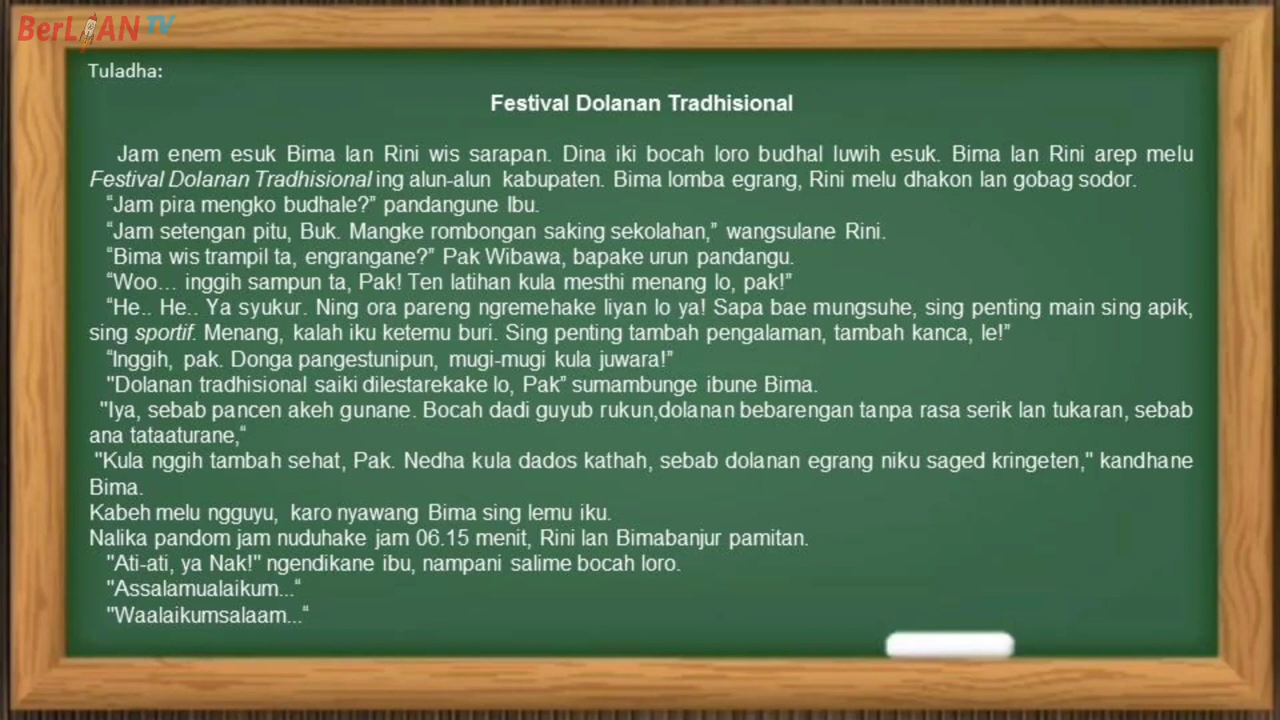 BerLiAN TV
Tuladha:
Festival Dolanan Tradhisional
Jam enem esuk Bima lan Rini wis sarapan. Dina iki bocah loro budhal luwih esuk. Bima lan Rini arep melu
Festival Dolanan Tradhisional ing alun-alun kabupaten. Bima lomba egrang, Rini melu dhakon lan gobag sodor.
“Jam pira mengko budhale?” pandangune Ibu.
“Jam setengan pitu, Buk. Mangke rombongan saking sekolahan,” wangsulane Rini.
“Bima wis trampil ta, engrangane?” Pak Wibawa, bapake urun pandangu.
“Woo… inggih sampun ta, Pak! Ten latihan kula mesthi menang lo, pak!”
“He.. He.. Ya syukur. Ning ora pareng ngremehake liyan lo ya! Sapa bae mungsuhe, sing penting main sing apik,
sing sportif. Menang, kalah iku ketemu buri. Sing penting tambah pengalaman, tambah kanca, le!”
“Inggih, pak. Donga pangestunipun, mugi-mugi kula juwara!”
"Dolanan tradhisional saiki dilestarekake lo, Pak” sumambunge ibune Bima.
"Iya, sebab pancen akeh gunane. Bocah dadi guyub rukun,dolanan bebarengan tanpa rasa serik lan tukaran, sebab
ana tataaturane,“
"Kula nggih tambah sehat, Pak. Nedha kula dados kathah, sebab dolanan egrang niku saged kringeten," kandhane
Bima.
Kabeh melu ngguyu, karo nyawang Bima sing lemu iku.
Nalika pandom jam nuduhake jam 06.15 menit, Rini lan Bimabanjur pamitan.
"Ati-ati, ya Nak!" ngendikane ibu, nampani salime bocah loro.
"Assalamualaikum...“
"Waalaikumsalaam...“